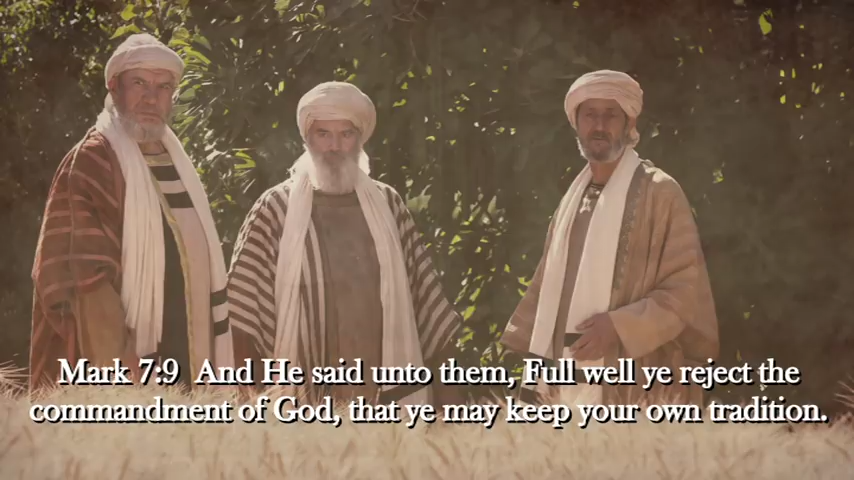 Mark 7:9  And He said unto them, Full well ye reject the
commandment of God, that ye may keep your own tradition.